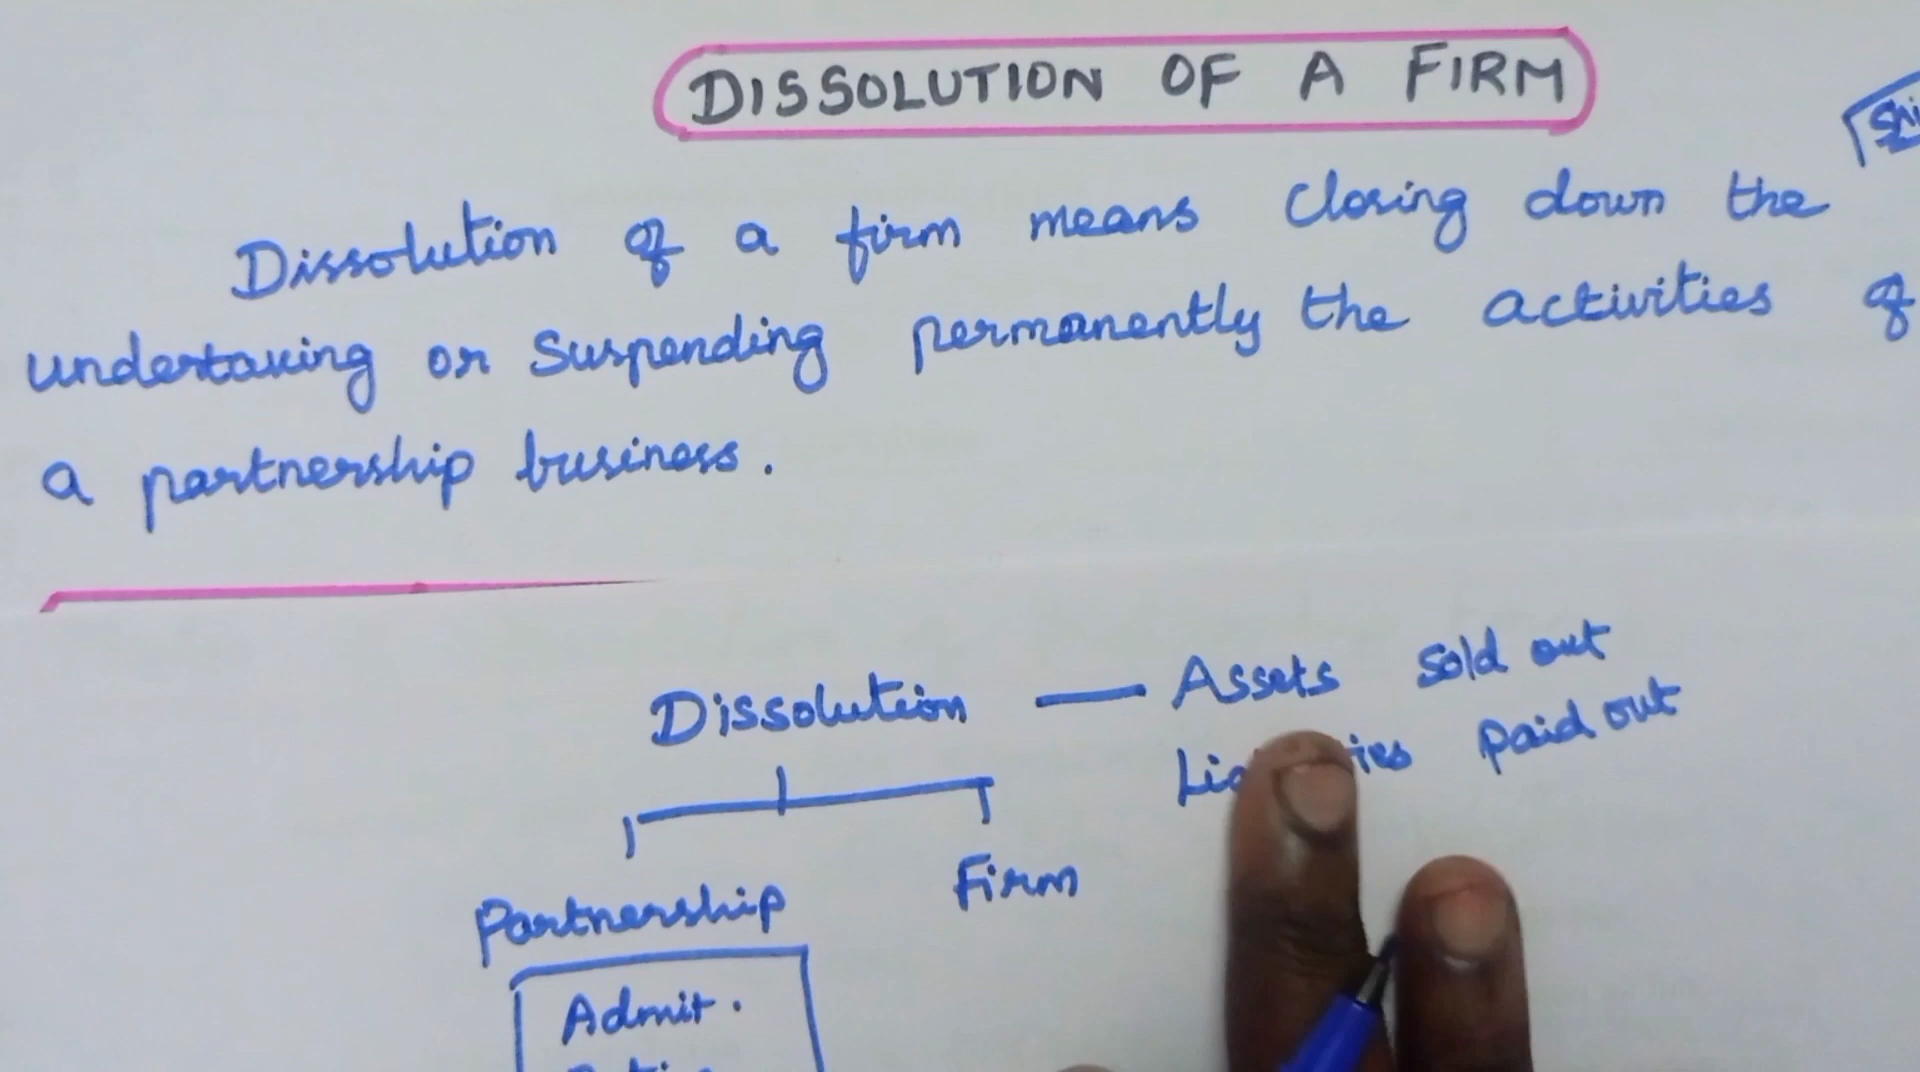 DISSOLUTION OF A FIRM
Dissolution of a firm means closing down the
undertaking or suspending permanently the activities of
a partnership business.
Dissolution — Assets sold out
paid out
Partnership Firm
Admit.